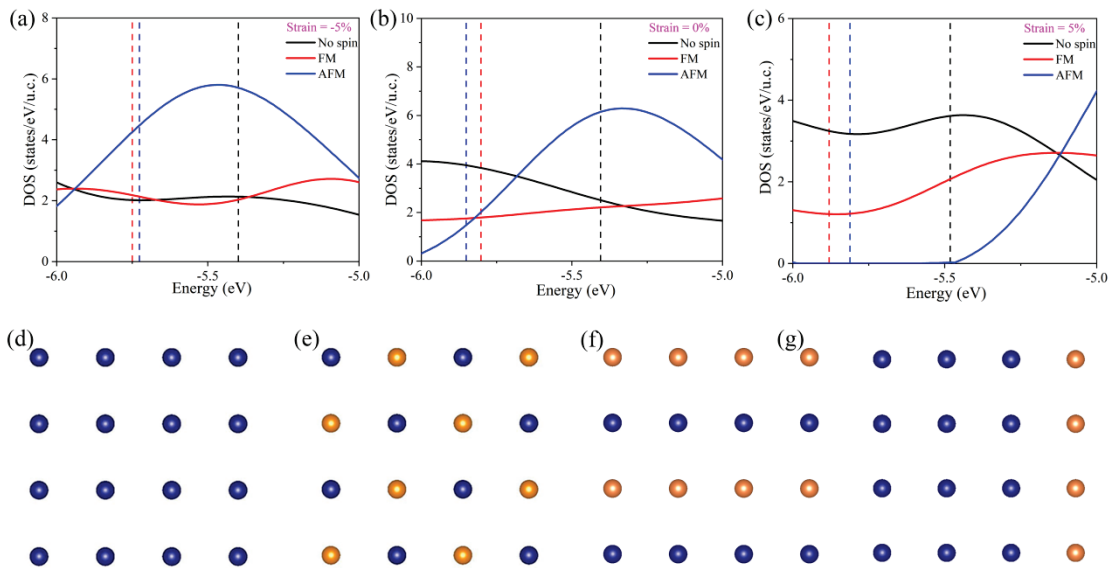 (a)
Strain = -5%
No spin
FM
AFM
DOS (states/eV/u.c.)
8
6
4
2
0
-6.0
-5.5
-5.0
Energy (eV)
(b)
Strain = 0%
No spin
FM
AFM
DOS (states/eV/u.c.)
10
8
6
4
2
0
-6.0
-5.5
-5.0
Energy (eV)
(c)
Strain = 5%
No spin
FM
AFM
DOS (states/eV/u.c.)
6
4
2
0
-6.0
-5.5
-5.0
Energy (eV)
(d)
(e)
(f)
(g)